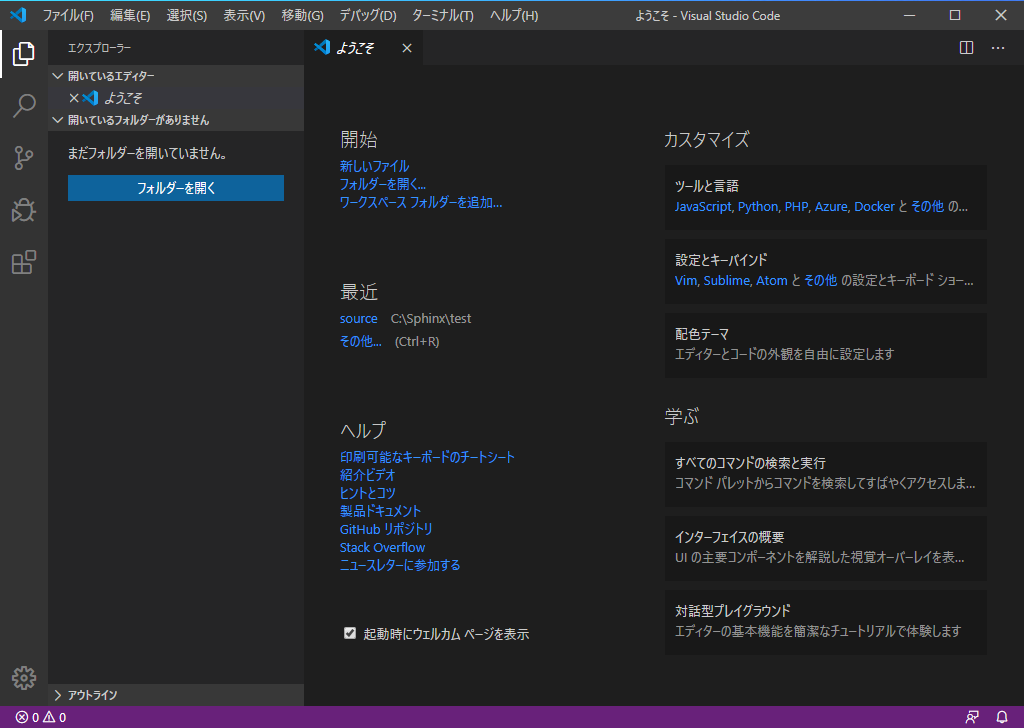 ファイル(F) 編集(E) 選択(S) 表示(V) 移動(G) デバッグ(D) ターミナル(T) ヘルプ(H) ようこそ - Visual Studio Code
エクスプローラー
開いているエディター
ようこそ
開いているフォルダーがありません
まだフォルダーを開いていません。
フォルダーを開く
アウトライン
ようこそ
開始
新しいファイル
フォルダーを開く...
ワークスペース フォルダーを追加...
最近
source C:\Sphinx\test
その他... (Ctrl+R)
ヘルプ
印刷可能なキーボードのチートシート
紹介ビデオ
ヒントとコツ
製品ドキュメント
GitHub リポジトリ
Stack Overflow
ニュースレターに参加する
起動時にウェルカム ページを表示
カスタマイズ
ツールと言語
JavaScript, Python, PHP, Azure, Docker と その他 の...
設定とキーバインド
Vim, Sublime, Atom と その他 の設定とキーボード ショー...
配色テーマ
エディターとコードの外観を自由に設定します
学ぶ
すべてのコマンドの検索と実行
コマンド パレットからコマンドを検索してすばやくアクセスしま...
インターフェイスの概要
UI の主要コンポーネントを解説した視覚オーバーレイを表...
対話型プレイグラウンド
エディターの基本機能を簡潔なチュートリアルで体験します
0 0